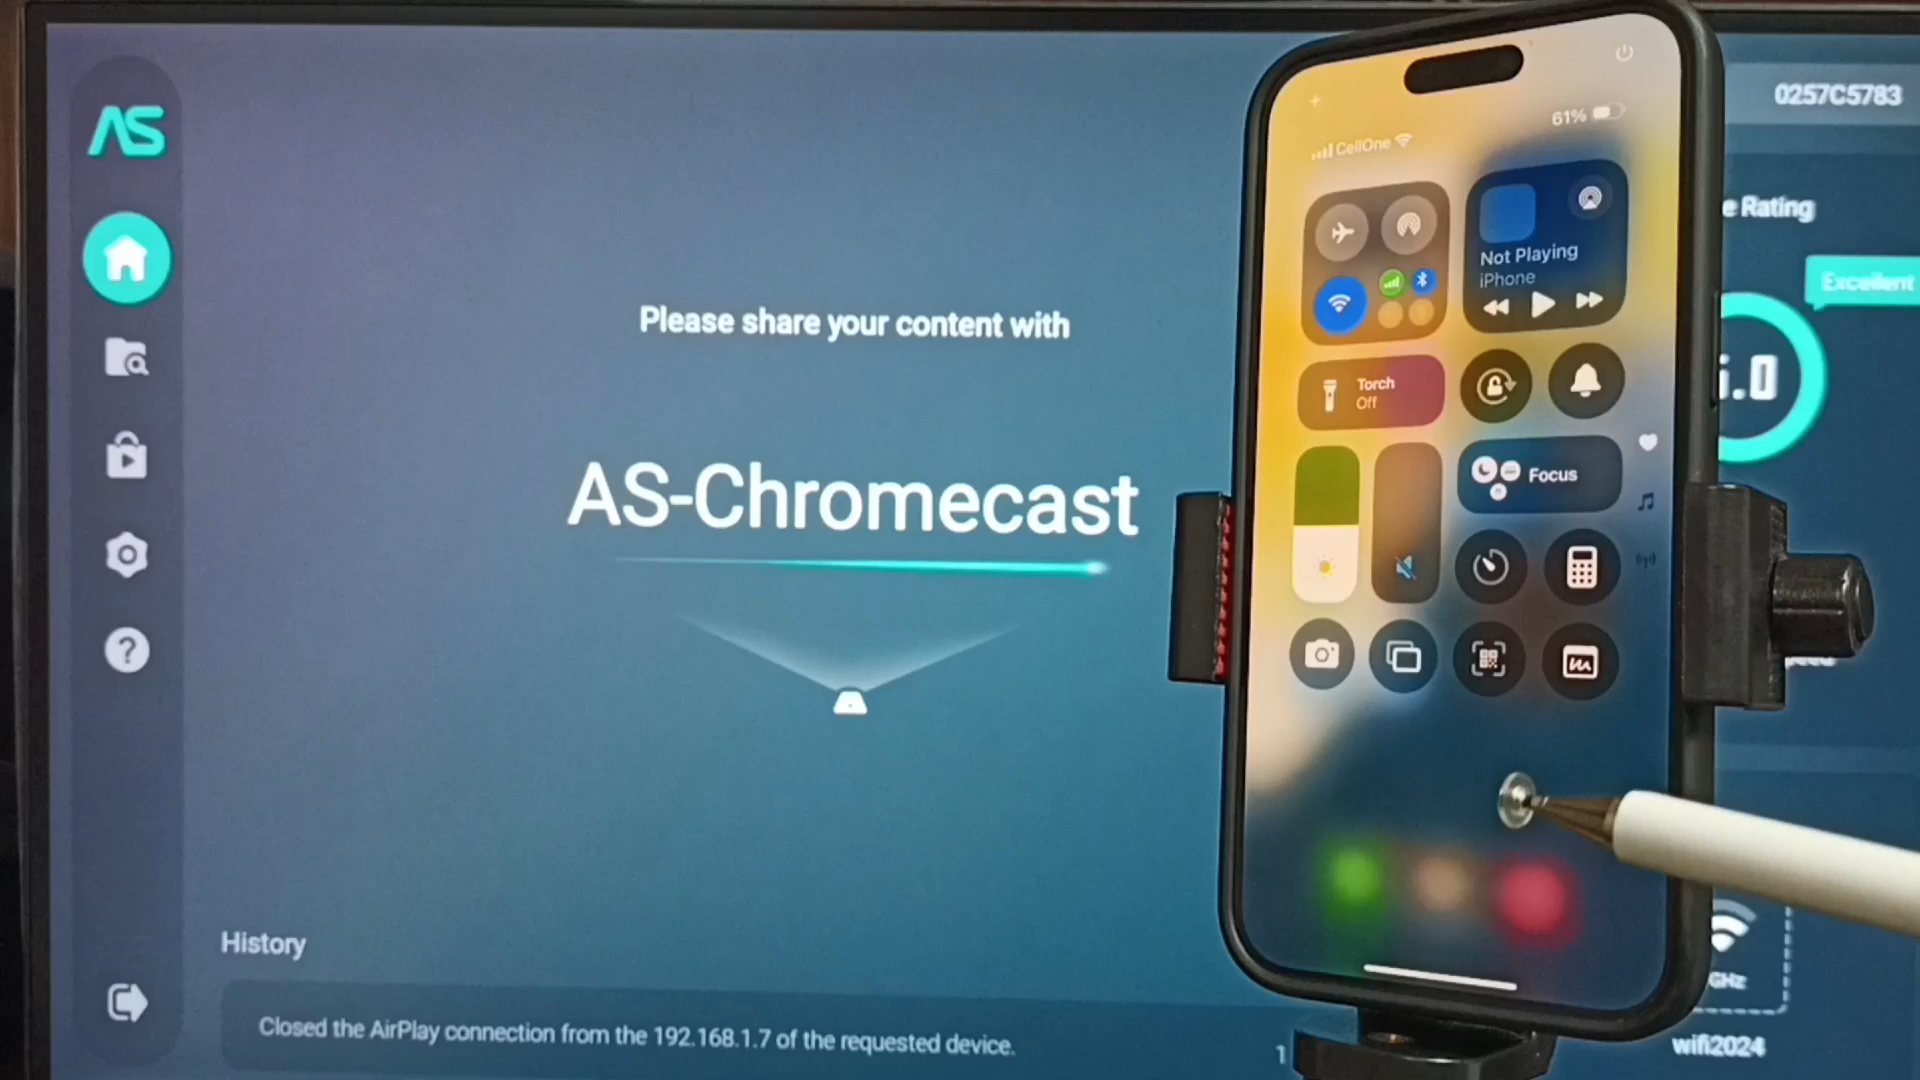 AS
Please share your content with
AS-Chromecast
History
Closed the AirPlay connection from the 192.168.1.7 of the requested device.
1
CellOne
61%
Not Playing
iPhone
Torch
Off
Focus
0257C5783
Rating
Excellent
.0
GHz
wifi2024